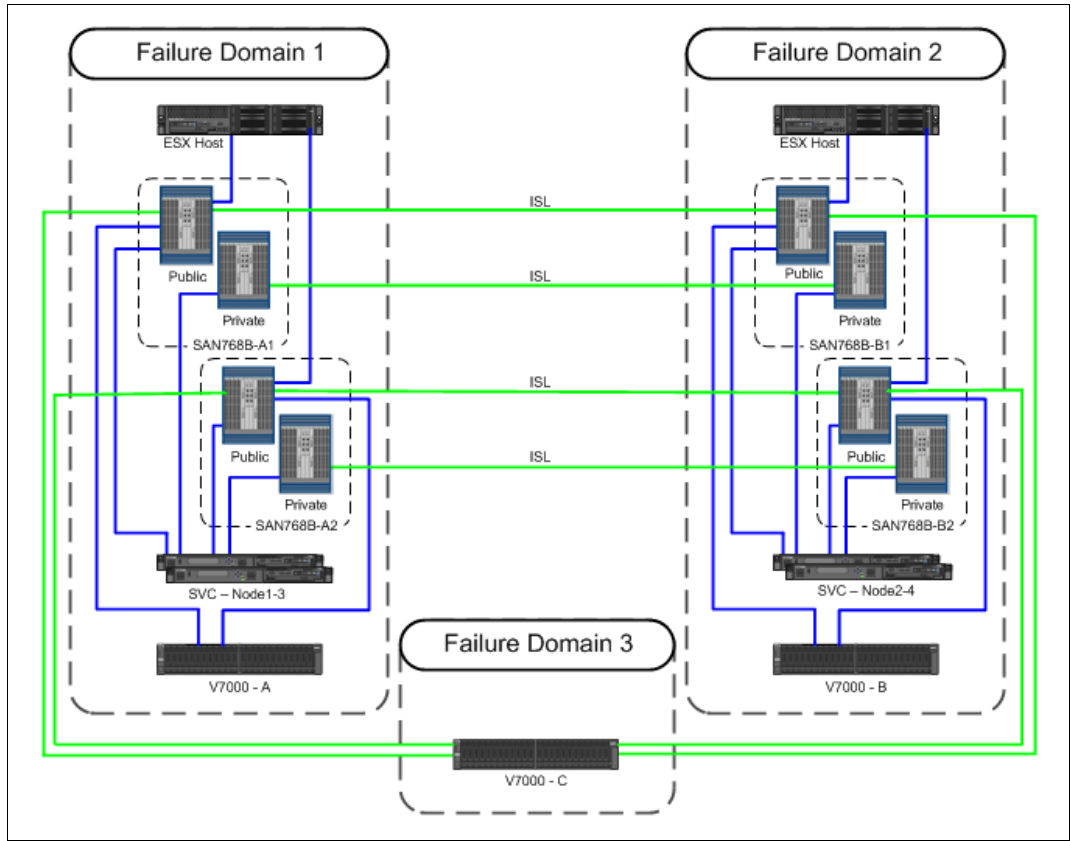 Failure Domain 1
Failure Domain 2
ESX Host
ESX Host
ISL
Public
Public
ISL
Private
Private
SAN768B-A1
SAN768B-B1
ISL
Public
Public
ISL
Private
Private
SAN768B-A2
SAN768B-B2
SVC – Node1-3
SVC – Node2-4
Failure Domain 3
V7000 - A
V7000 - B
V7000 - C